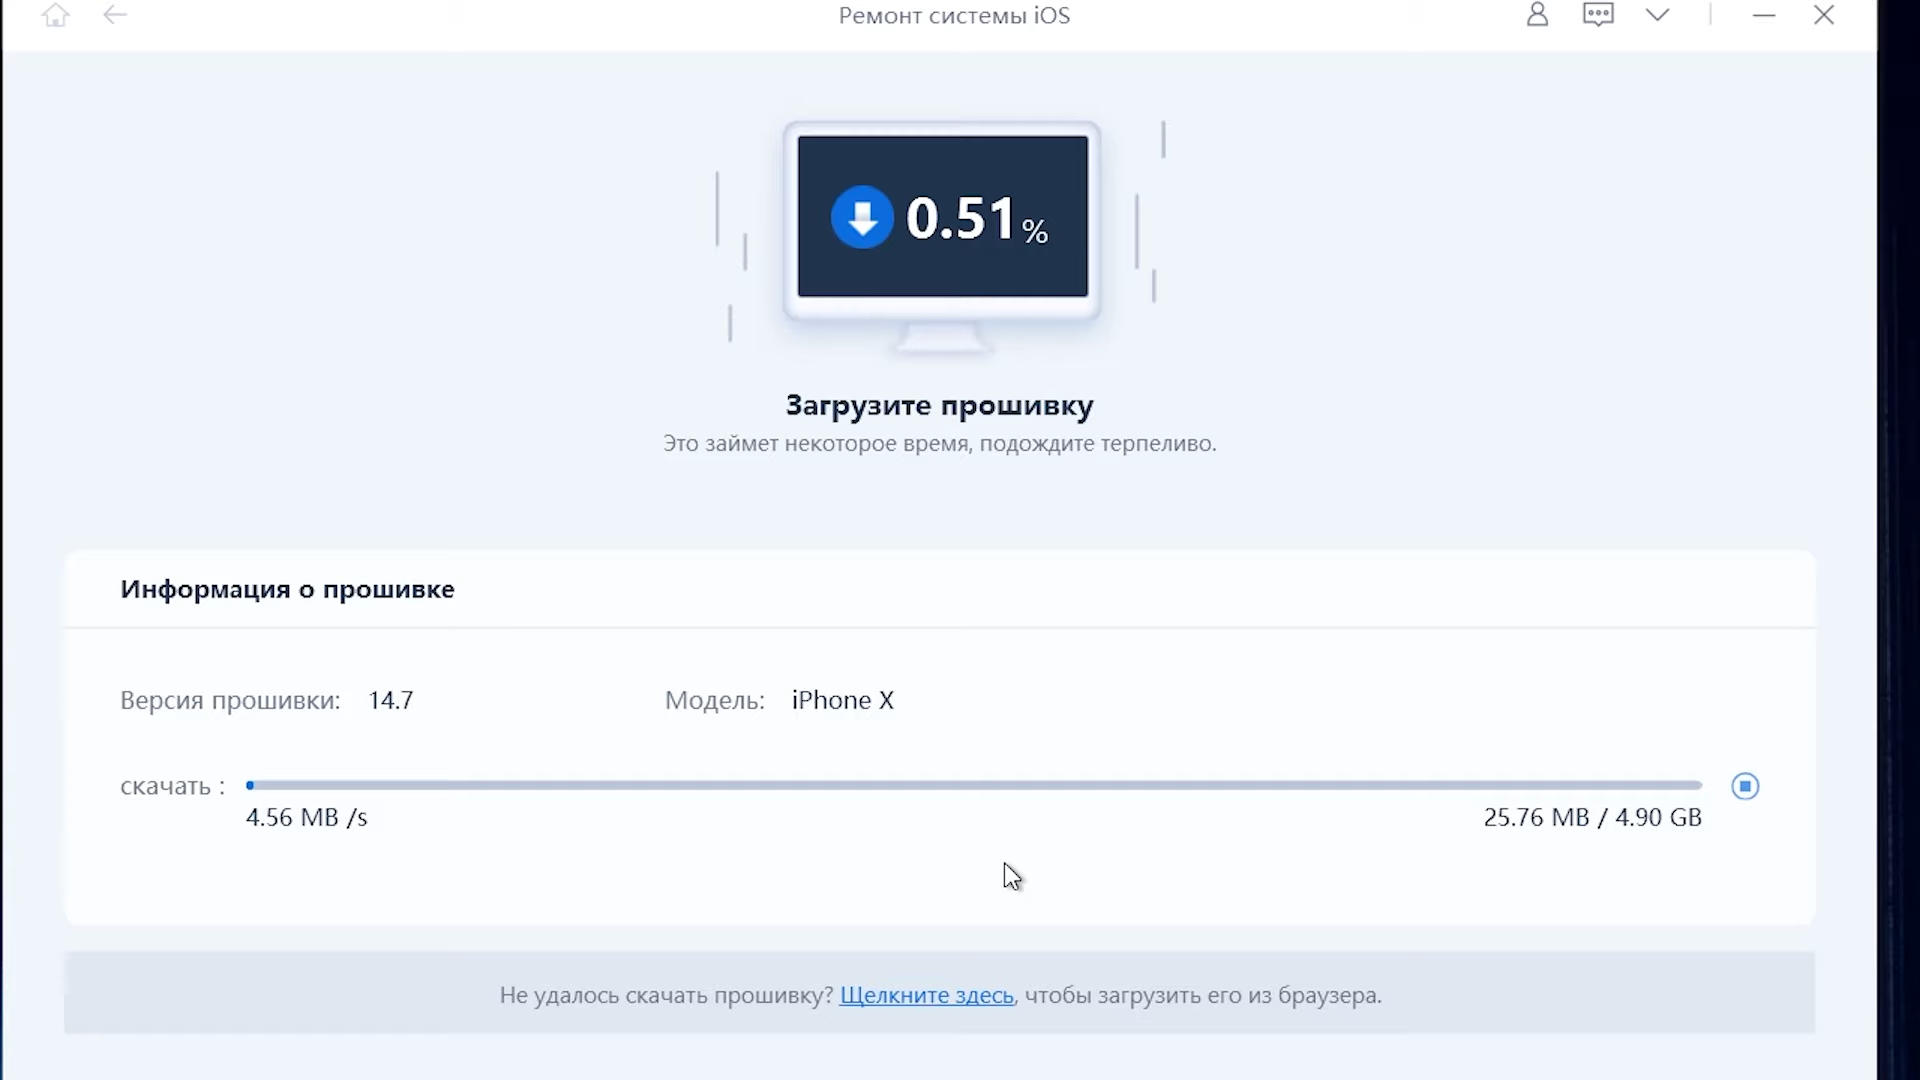 Ремонт системы iOS
0.51%
Загрузите прошивку
Это займет некоторое время, подождите терпеливо.
Информация о прошивке
Версия прошивки: 14.7 Модель: iPhone X
скачать :
4.56 MB /s 25.76 MB / 4.90 GB
Не удалось скачать прошивку? Щелкните здесь, чтобы загрузить его из браузера.